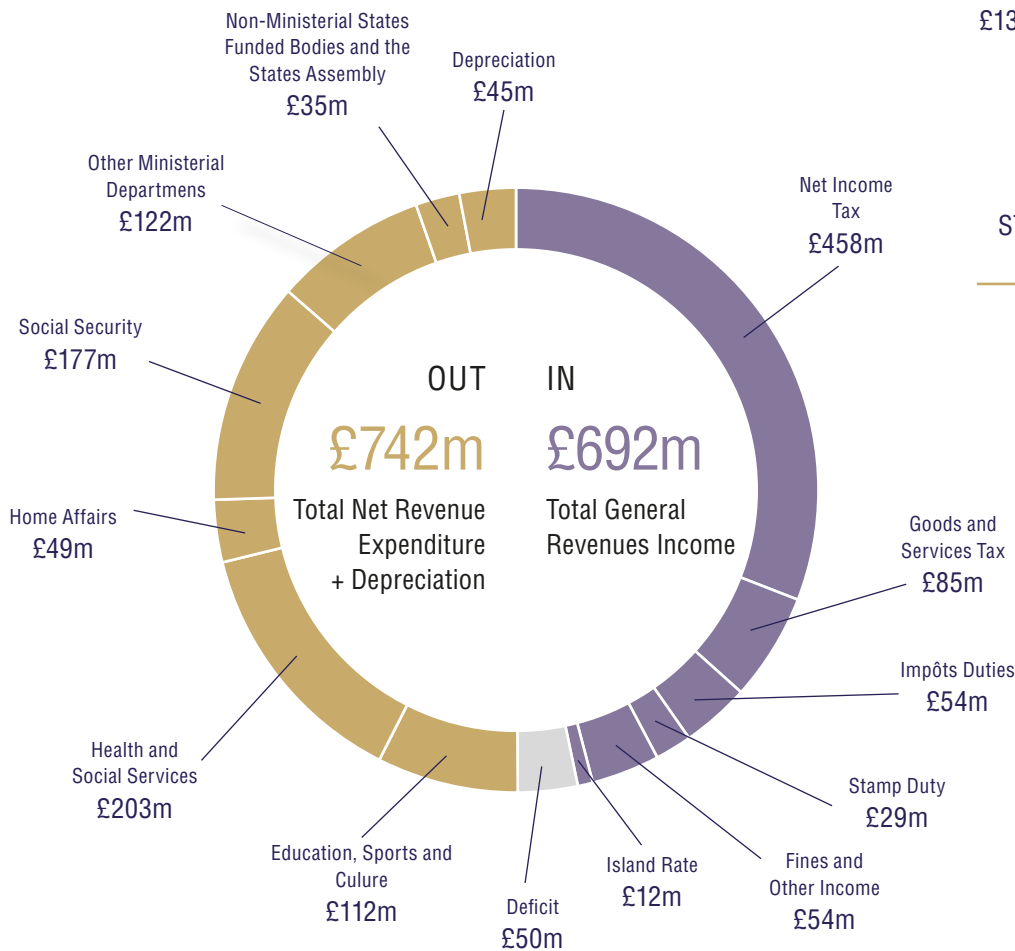 Non-Ministerial States
Funded Bodies and the
States Assembly
£35m
Depreciation
£45m
Other Ministerial
Departmens
£122m
Net Income
Tax
£458m
Social Security
£177m
OUT
£742m
Total Net Revenue
Expenditure
+ Depreciation
IN
£692m
Total General
Revenues Income
Home Affairs
£49m
Goods and
Services Tax
£85m
Impôts Duties
£54m
Health and
Social Services
£203m
Stamp Duty
£29m
Education, Sports and
Culure
£112m
Deficit
£50m
Island Rate
£12m
Fines and
Other Income
£54m